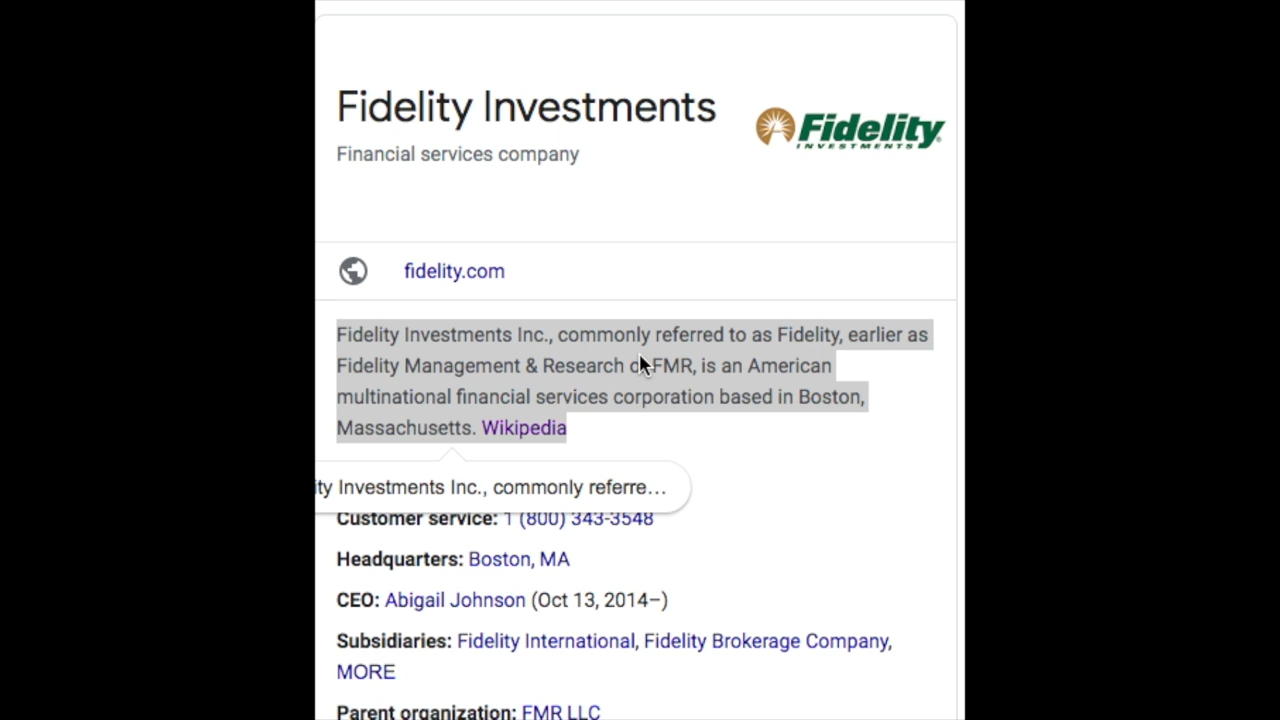 Fidelity Investments
Financial services company
Fidelity
INVESTMENTS
fidelity.com
Fidelity Investments Inc., commonly referred to as Fidelity, earlier as
Fidelity Management & Research or FMR, is an American
multinational financial services corporation based in Boston,
Massachusetts. Wikipedia
ity Investments Inc., commonly referre…
Customer service: 1 (800) 343-3548
Headquarters: Boston, MA
CEO: Abigail Johnson (Oct 13, 2014–)
Subsidiaries: Fidelity International, Fidelity Brokerage Company,
MORE
Parent organization: FMR LLC